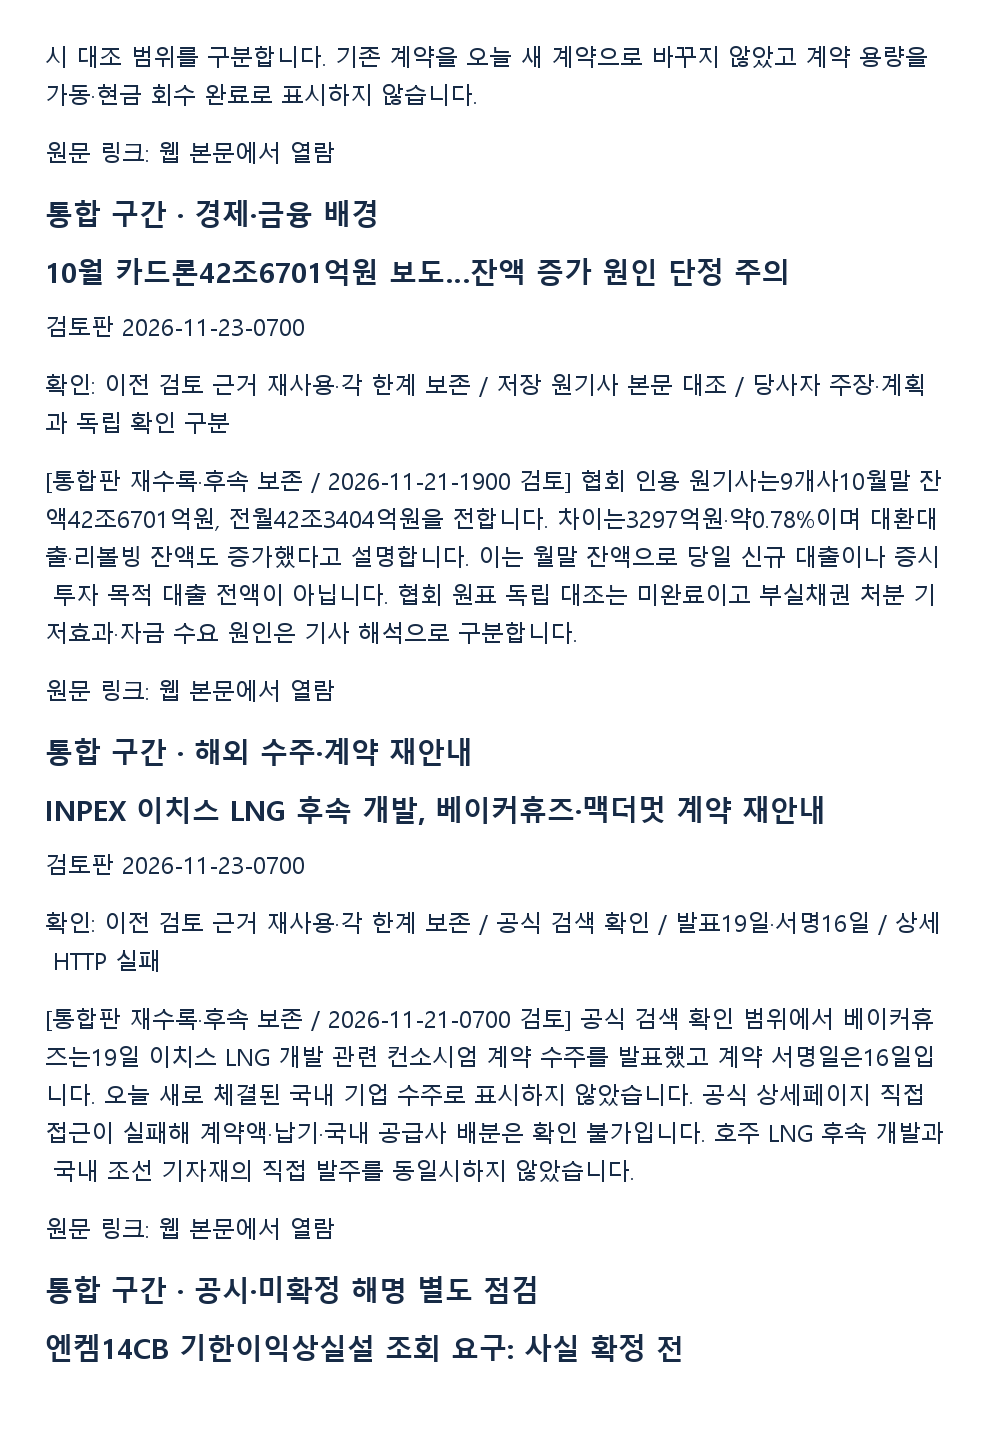 시 대조 범위를 구분합니다. 기존 계약을 오늘 새 계약으로 바꾸지 않았고 계약 용량을
가동·현금 회수 완료로 표시하지 않습니다.
원문 링크: 웹 본문에서 열람
통합 구간 · 경제·금융 배경
10월 카드론42조6701억원 보도...잔액 증가 원인 단정 주의
검토판 2026-11-23-0700
확인: 이전 검토 근거 재사용·각 한계 보존 / 저장 원기사 본문 대조 / 당사자 주장·계획
과 독립 확인 구분
[통합판 재수록·후속 보존 / 2026-11-21-1900 검토] 협회 인용 원기사는9개사10월말 잔
액42조6701억원, 전월42조3404억원을 전합니다. 차이는3297억원·약0.78%이며 대환대
출·리볼빙 잔액도 증가했다고 설명합니다. 이는 월말 잔액으로 당일 신규 대출이나 증시
투자 목적 대출 전액이 아닙니다. 협회 원표 독립 대조는 미완료이고 부실채권 처분 기
저효과·자금 수요 원인은 기사 해석으로 구분합니다.
원문 링크: 웹 본문에서 열람
통합 구간 · 해외 수주·계약 재안내
INPEX 이치스 LNG 후속 개발, 베이커휴즈·맥더멋 계약 재안내
검토판 2026-11-23-0700
확인: 이전 검토 근거 재사용·각 한계 보존 / 공식 검색 확인 / 발표19일·서명16일 / 상세
HTTP 실패
[통합판 재수록·후속 보존 / 2026-11-21-0700 검토] 공식 검색 확인 범위에서 베이커휴
즈는19일 이치스 LNG 개발 관련 컨소시엄 계약 수주를 발표했고 계약 서명일은16일입
니다. 오늘 새로 체결된 국내 기업 수주로 표시하지 않았습니다. 공식 상세페이지 직접
접근이 실패해 계약액·납기·국내 공급사 배분은 확인 불가입니다. 호주 LNG 후속 개발과
국내 조선 기자재의 직접 발주를 동일시하지 않았습니다.
원문 링크: 웹 본문에서 열람
통합 구간 · 공시·미확정 해명 별도 점검
엔켐14CB 기한이익상실설 조회 요구: 사실 확정 전